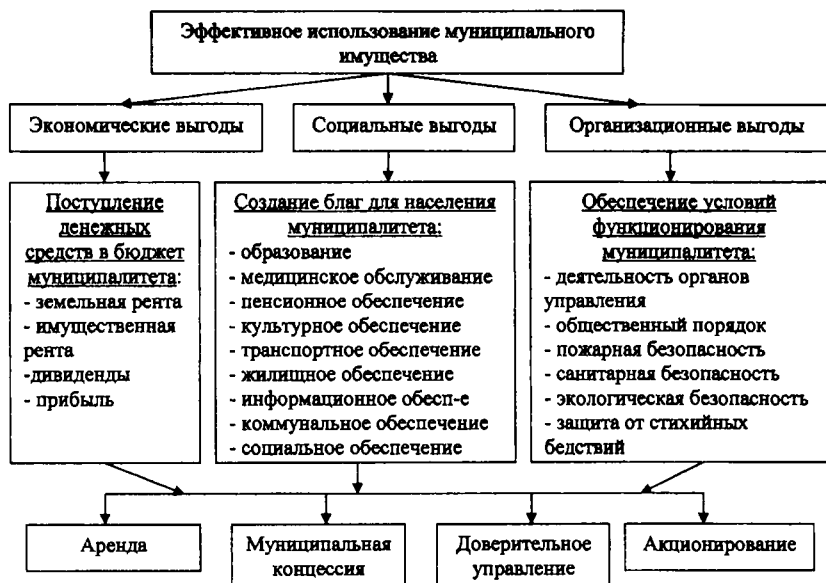 Эффективное использование муниципального
имущества
Экономические выгоды
Социальные выгоды
Организационные выгоды
Поступление
денежных
средств в бюджет
муниципалитета:
- земельная рента
- имущественная
рента
-дивиденды
- прибыль
Создание благ для населения
муниципалитета:
- образование
- медицинское обслуживание
- пенсионное обеспечение
- культурное обеспечение
- транспортное обеспечение
- жилищное обеспечение
- информационное обесп-е
- коммунальное обеспечение
- социальное обеспечение
Обеспечение условий
функционирования
муниципалитета:
- деятельность органов
управления
- общественный порядок
- пожарная безопасность
- санитарная безопасность
- экологическая безопасность
- защита от стихийных
бедствий
Аренда
Муниципальная
концессия
Доверительное
управление
Акционирование